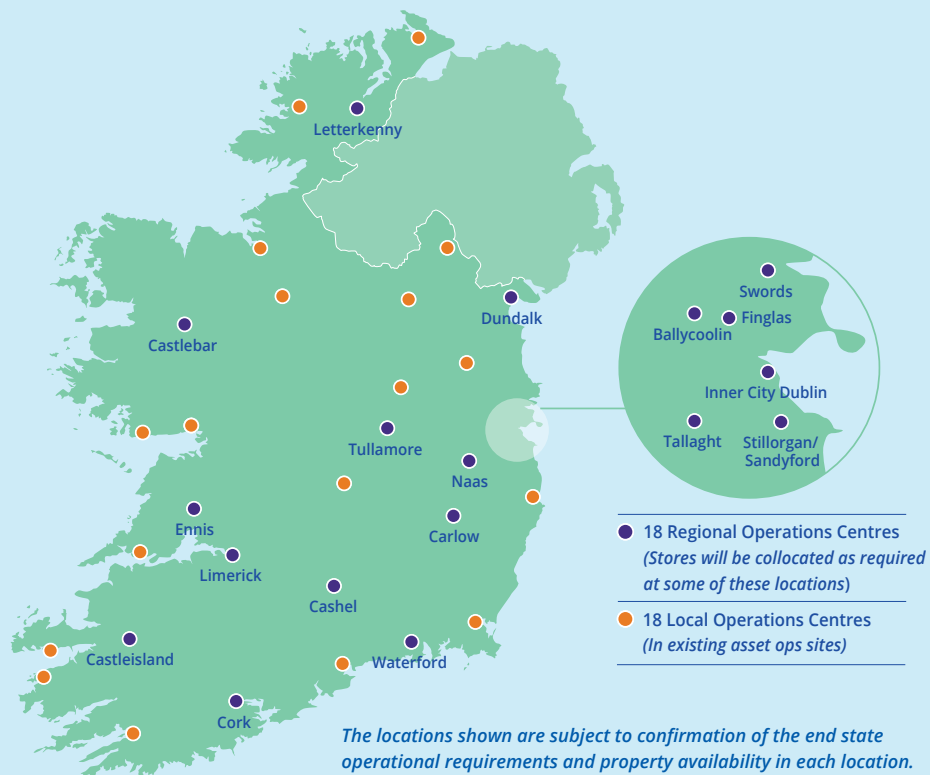 Letterkenny
Dundalk
Castlebar
Tullamore
Naas
Ennis
Carlow
Limerick
Cashel
Castleisland
Waterford
Cork
Swords
Finglas
Ballycoolin
Inner City Dublin
Tallaght
Stillorgan/
Sandyford
18 Regional Operations Centres
(Stores will be collocated as required
at some of these locations)
18 Local Operations Centres
(In existing asset ops sites)
The locations shown are subject to confirmation of the end state
operational requirements and property availability in each location.